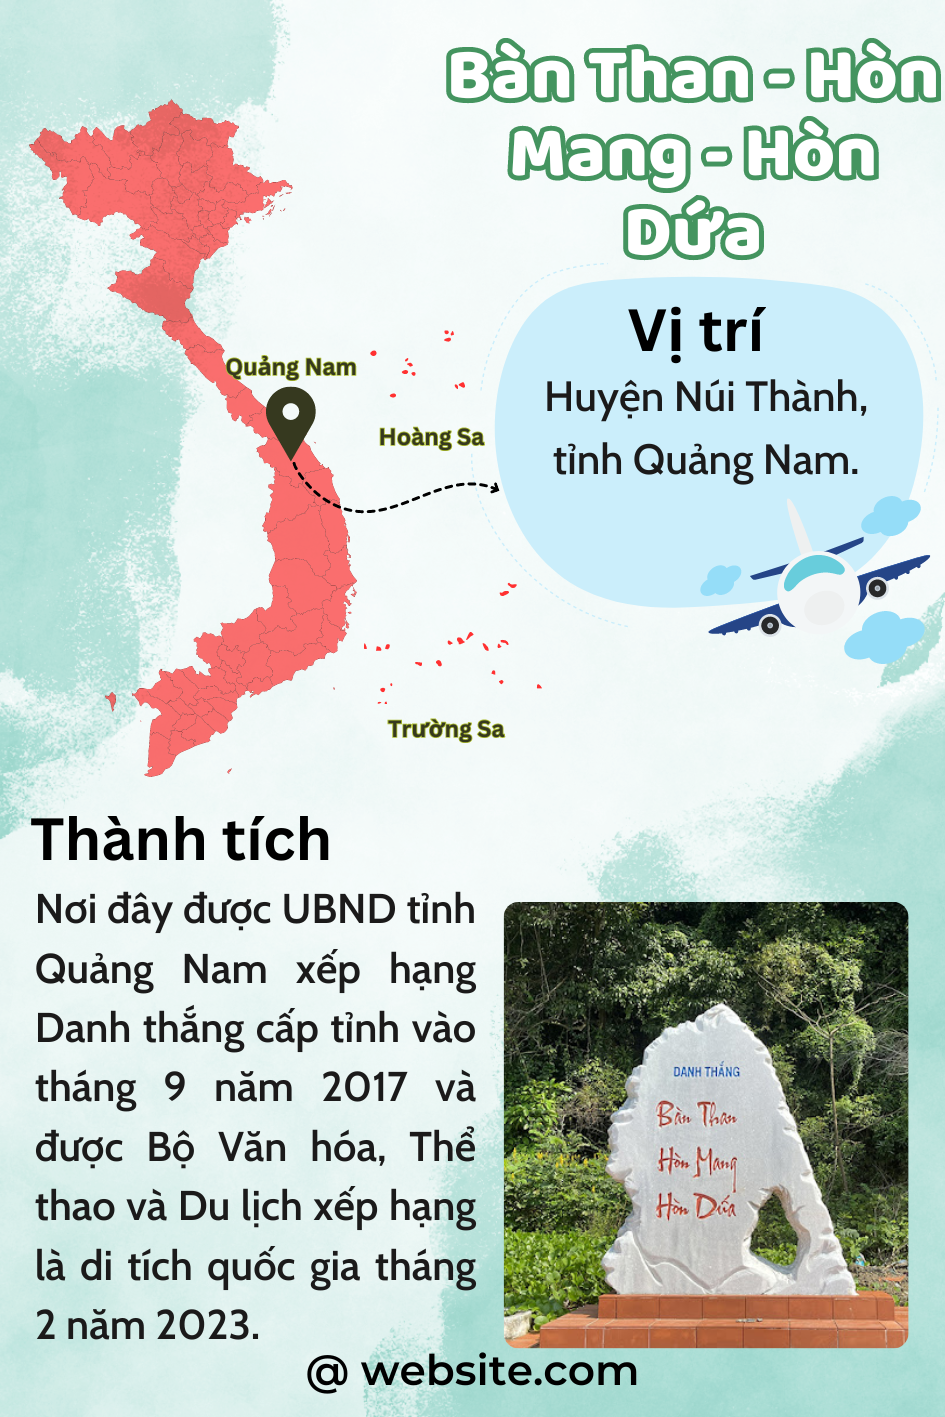 Bàn Than - Hòn
Mang - Hòn
Dứa
Vị trí
Huyện Núi Thành,
tỉnh Quảng Nam.
Quảng Nam
Hoàng Sa
Trường Sa
Thành tích
Nơi đây được UBND tỉnh
Quảng Nam xếp hạng
Danh thắng cấp tỉnh vào
tháng 9 năm 2017 và
được Bộ Văn hóa, Thể
thao và Du lịch xếp hạng
là di tích quốc gia tháng
2 năm 2023.
DANH THẮNG
Bàn Than
Hòn Mang
Hòn Dứa
@ website.com